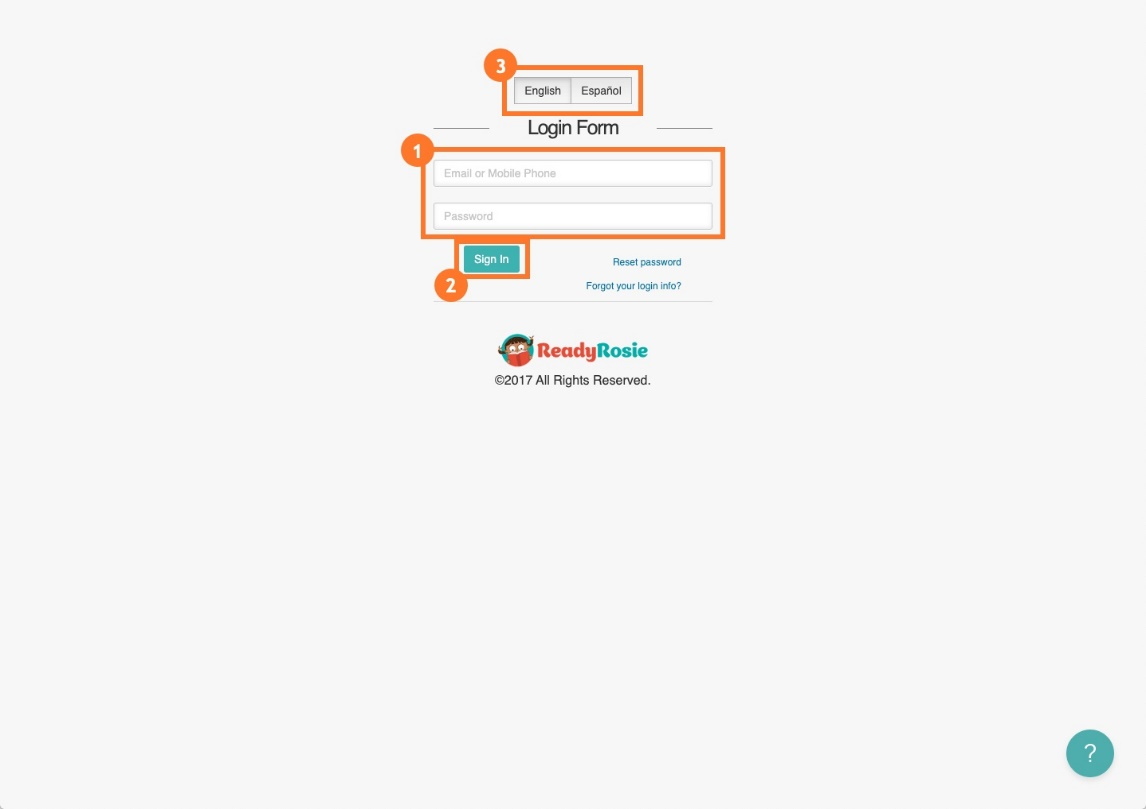 3
English Español
Login Form
1
Email or Mobile Phone
Password
Sign In
Reset password
2
Forgot your login info?
ReadyRosie
©2017 All Rights Reserved.
?